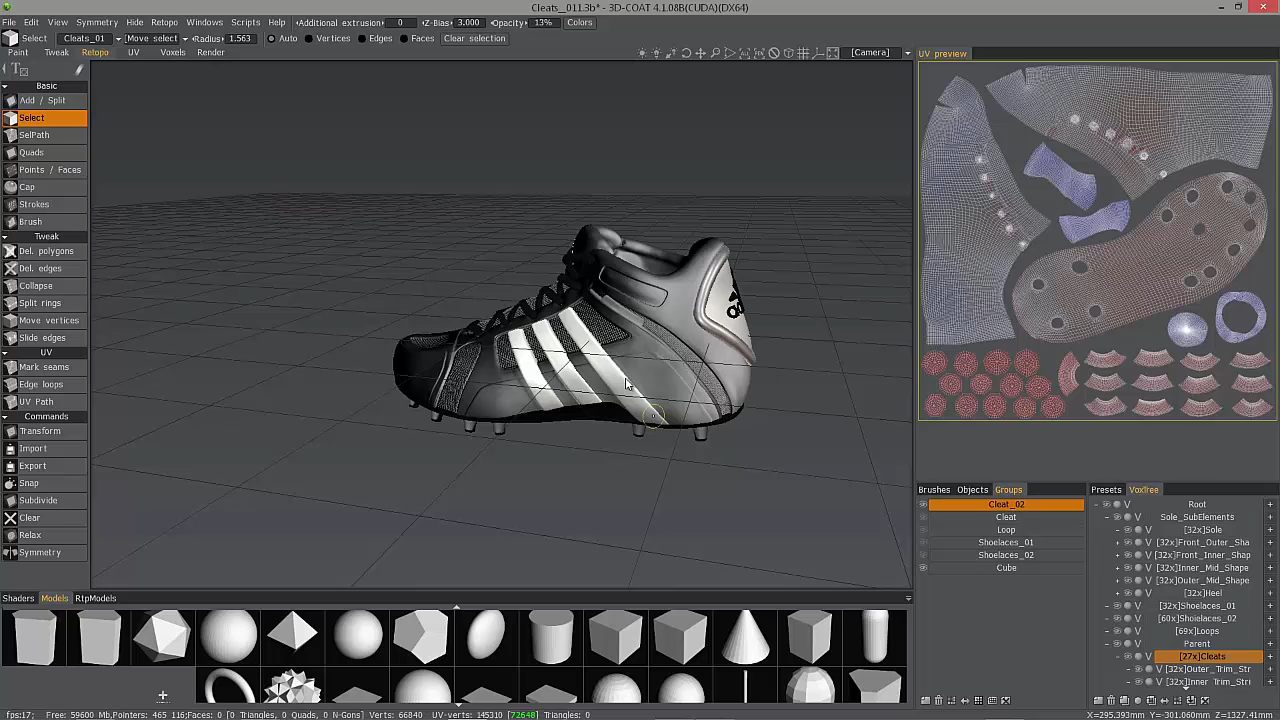 Cleats__011.3b* - 3D-COAT 4.1.08B(CUDA)(DX64)
File Edit View Symmetry Hide Retopo Windows Scripts Help Additional extrusion 0 Z-Bias 3.000 Opacity 13% Colors
Select Cleats_01 Move select Radius 1.563 Auto Vertices Edges Faces Clear selection
Paint Tweak Retopo UV Voxels Render [Camera] UV preview
Basic
Add / Split
Select
SelPath
Quads
Points / Faces
Cap
Strokes
Brush
Tweak
Del. polygons
Del. edges
Collapse
Split rings
Move vertices
Slide edges
UV
Mark seams
Edge loops
UV Path
Commands
Transform
Import
Export
Snap
Subdivide
Clear
Relax
Symmetry
Shaders Models RtpModels
Brushes Objects Groups
Cleat_02
Cleat
Loop
Shoelaces_01
Shoelaces_02
Cube
Presets VoxTree
V Root
V Sole_SubElements
V [32x]Sole
V [32x]Front_Outer_Sha
V [32x]Front_Inner_Shap
V [32x]Inner_Mid_Shape
V [32x]Outer_Mid_Shape
V [32x]Heel
V [32x]Shoelaces_01
V [60x]Shoelaces_02
V [69x]Loops
V Parent
V [27x]Cleats
V [32x]Outer_Trim_Str
V [32x]Inner_Trim_Stri
fps:17; Free: 59600 Mb,Pointers: 465 116;Faces:[0 Triangles, 0 Quads, 0 N-Gons] Verts: 66840 UV-verts: 145310 [72648] Triangles: 0 X=295.393mm Y=-301.060mm Z=1327.41mm